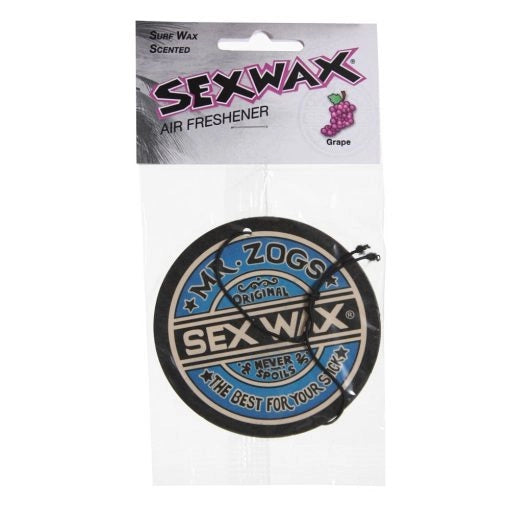 SURF WAX
SCENTED
SEXWAX®
AIR FRESHENER
Grape
MR. ZOGS
ORIGINAL
SEX WAX®
NEVER
SPOILS
THE BEST FOR YOUR STICK